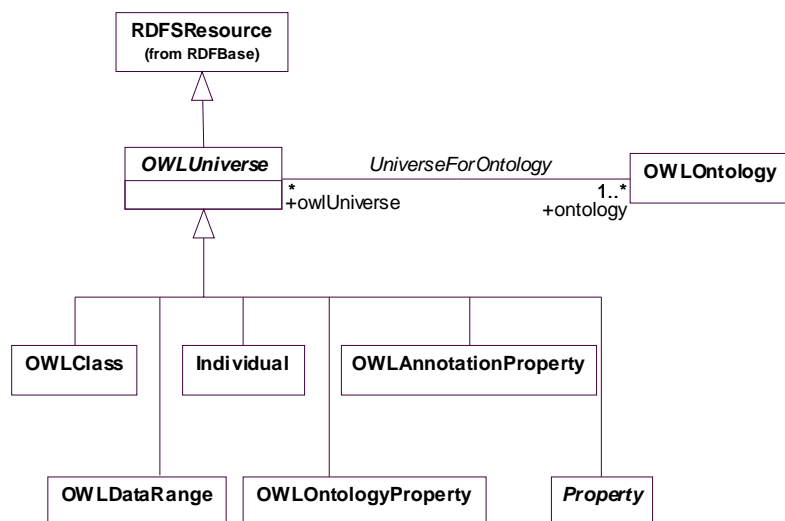 RDFSResource
(from RDFBase)
OWLUniverse
UniverseForOntology
OWLOntology
*
+owlUniverse
1..*
+ontology
OWLClass
Individual
OWLAnnotationProperty
OWLDataRange
OWLOntologyProperty
Property